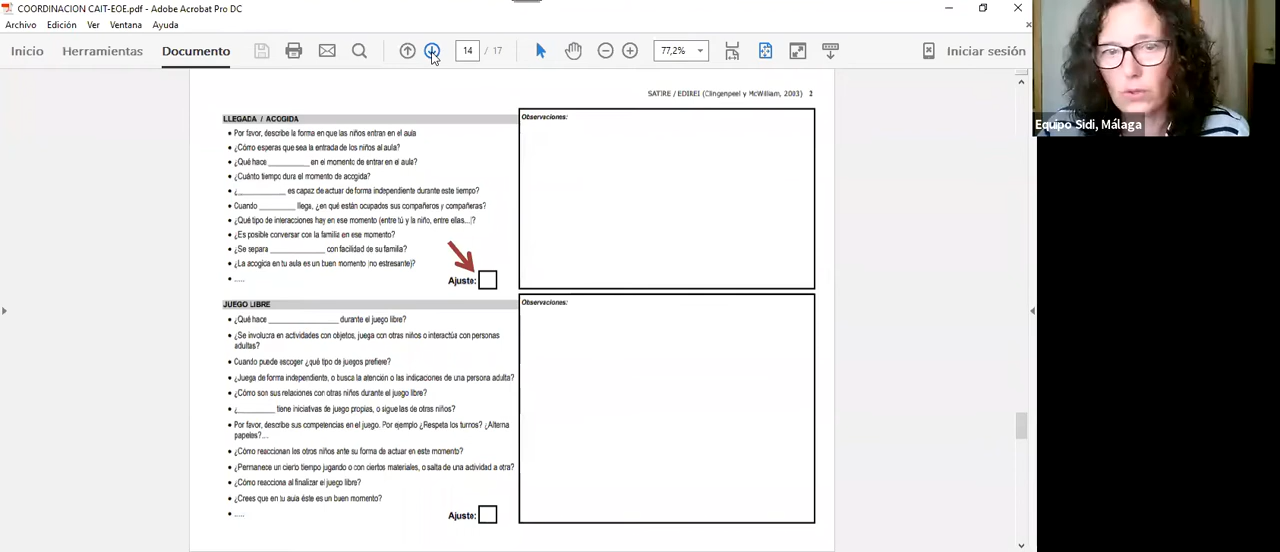 COORDINACION CAIT-EOE.pdf - Adobe Acrobat Pro DC
Archivo Edición Ver Ventana Ayuda
Inicio Herramientas Documento 14 / 17 77,2% Iniciar sesión
Equipo Sidi, Málaga
SATIRE / EDIREI (Clingenpeel y McWilliam, 2003) 2
LLEGADA / ACOGIDA
• Por favor, describe la forma en que las niños entran en el aula
• ¿Cómo esperas que sea la entrada de los niños al aula?
• ¿Qué hace __________ en el momento de entrar en el aula?
• ¿Cuánto tiempo dura el momento de acogida?
• ¿___________ es capaz de actuar de forma independiente durante este tiempo?
• Cuando _________ llega, ¿en qué están ocupados sus compañeros y compañeras?
• ¿Qué tipo de interacciones hay en ese momento (entre tú y la niño, entre ellas...)?
• ¿Es posible conversar con la familia en ese momento?
• ¿Se separa _____________ con facilidad de su familia?
• ¿La acogida en tu aula es un buen momento (no estresante)?
• .....
Ajuste:
Observaciones:
JUEGO LIBRE
• ¿Qué hace _________________ durante el juego libre?
• ¿Se involucra en actividades con objetos, juega con otras niños o interactúa con personas
adultas?
• Cuando puede escoger ¿qué tipo de juegos prefiere?
• ¿Juega de forma independiente, o busca la atención o las indicaciones de una persona adulta?
• ¿Cómo son sus relaciones con otras niños durante el juego libre?
• ¿_________ tiene iniciativas de juego propias, o sigue las de otras niños?
• Por favor, describe sus competencias en el juego. Por ejemplo ¿Respeta los turnos? ¿Alterna
papeles?...
• ¿Cómo reaccionan los otros niños ante su forma de actuar en este momento?
• ¿Permanece un cierto tiempo jugando o con ciertos materiales, o salta de una actividad a otra?
• ¿Cómo reacciona al finalizar el juego libre?
• ¿Crees que en tu aula éste es un buen momento?
• .....
Ajuste:
Observaciones: